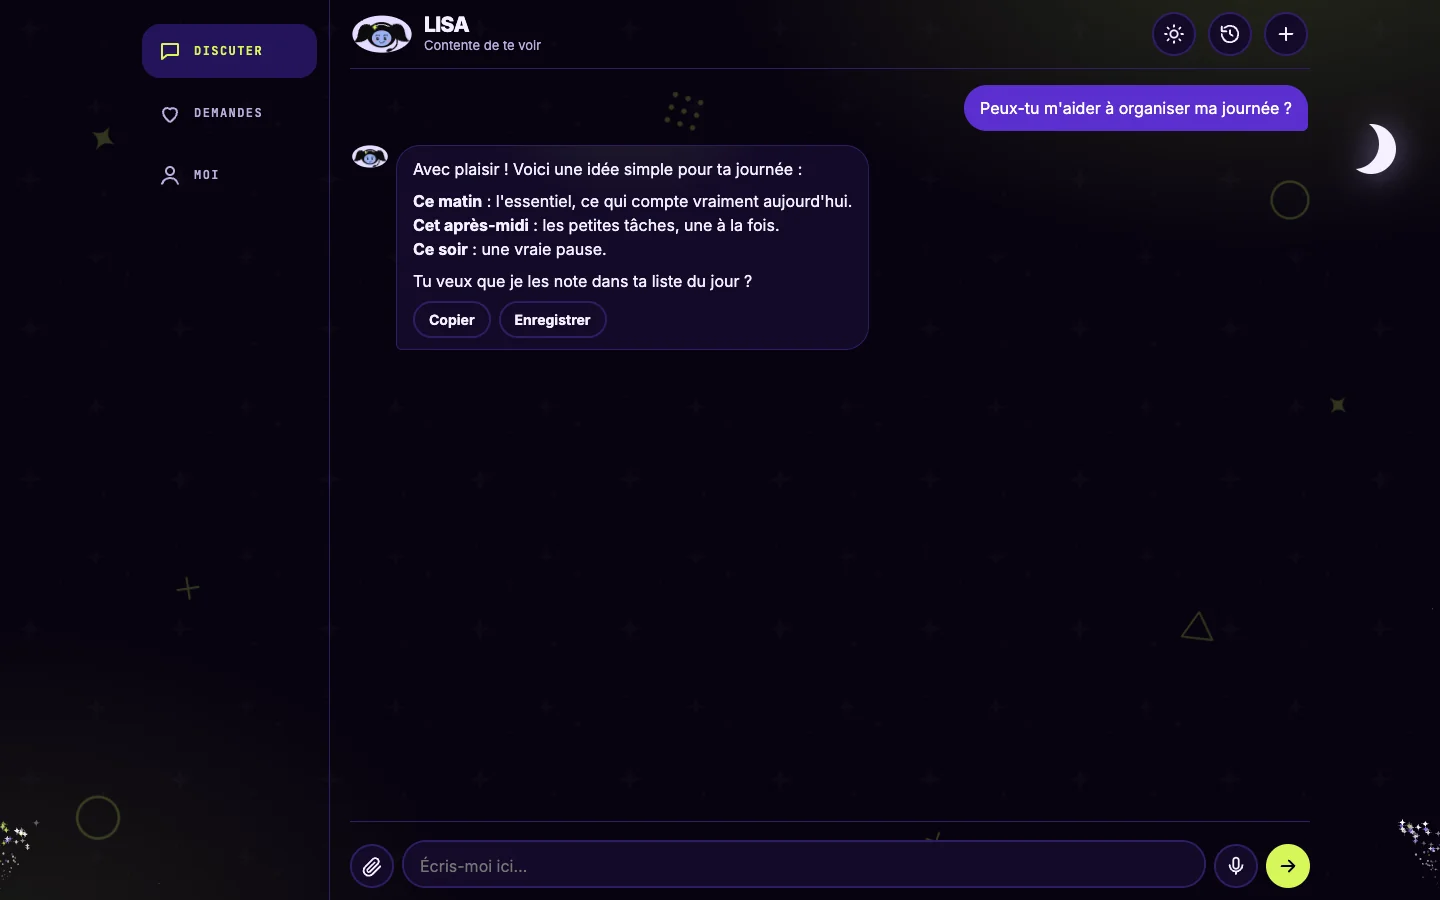 DISCUTER
DEMANDES
MOI
LISA
Contente de te voir
Peux-tu m'aider à organiser ma journée ?
Avec plaisir ! Voici une idée simple pour ta journée :
Ce matin : l'essentiel, ce qui compte vraiment aujourd'hui.
Cet après-midi : les petites tâches, une à la fois.
Ce soir : une vraie pause.
Tu veux que je les note dans ta liste du jour ?
Copier
Enregistrer
Écris-moi ici...